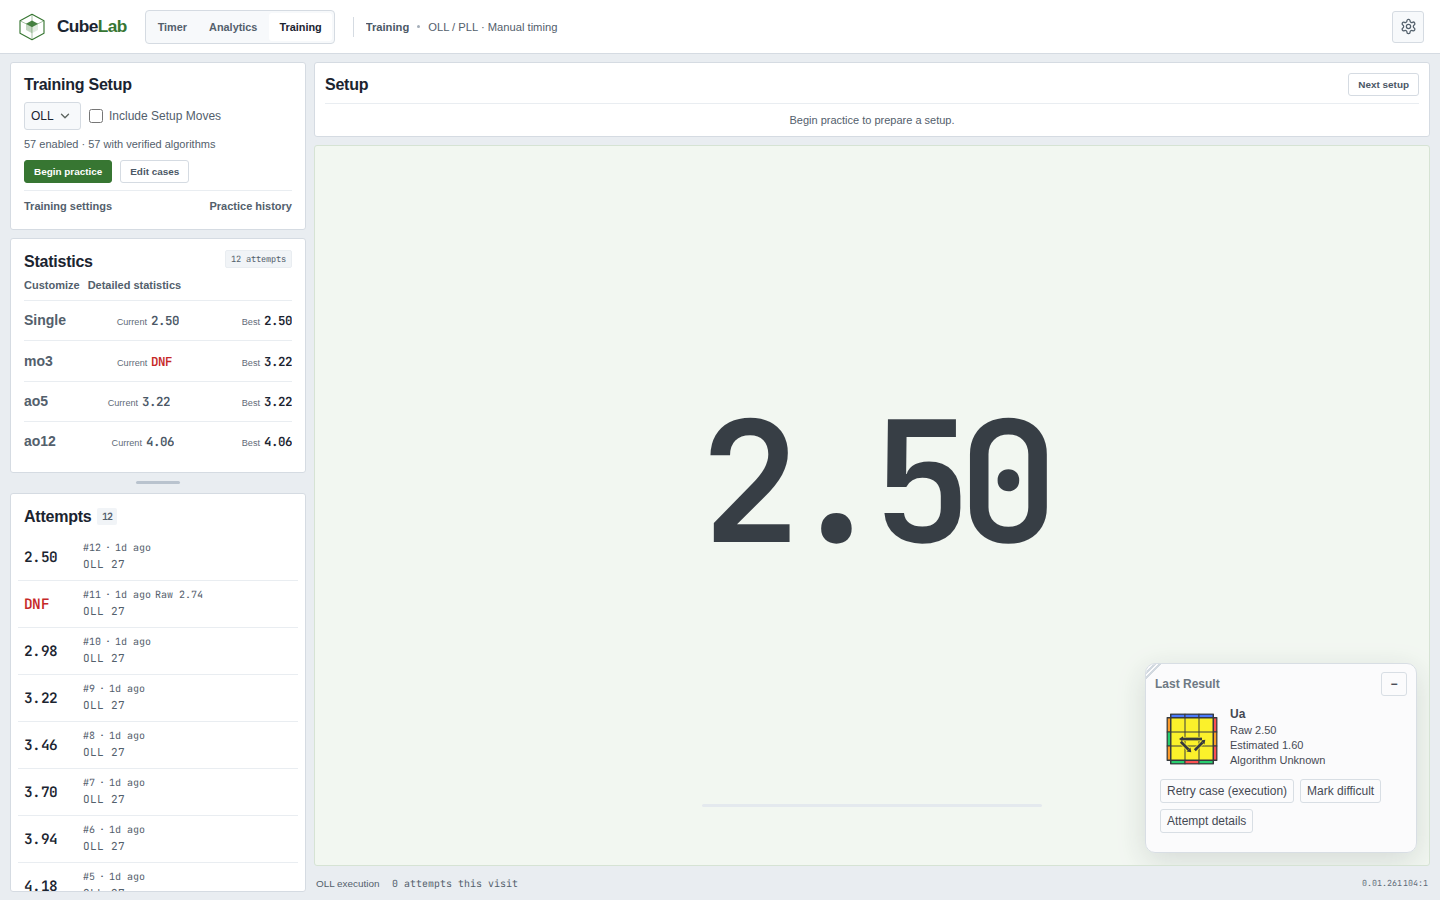 CubeLab
Timer
Analytics
Training
Training • OLL / PLL · Manual timing
Training Setup
OLL
Include Setup Moves
57 enabled · 57 with verified algorithms
Begin practice
Edit cases
Training settings
Practice history
Statistics
12 attempts
Customize
Detailed statistics
Single Current 2.50 Best 2.50
mo3 Current DNF Best 3.22
ao5 Current 3.22 Best 3.22
ao12 Current 4.06 Best 4.06
Attempts 12
2.50
#12 · 1d ago
OLL 27
DNF
#11 · 1d ago Raw 2.74
OLL 27
2.98
#10 · 1d ago
OLL 27
3.22
#9 · 1d ago
OLL 27
3.46
#8 · 1d ago
OLL 27
3.70
#7 · 1d ago
OLL 27
3.94
#6 · 1d ago
OLL 27
4.18
#5 · 1d ago
OLL 27
Setup
Next setup
Begin practice to prepare a setup.
2.50
Last Result
−
Ua
Raw 2.50
Estimated 1.60
Algorithm Unknown
Retry case (execution)
Mark difficult
Attempt details
OLL execution
0 attempts this visit
0.01.261104:1